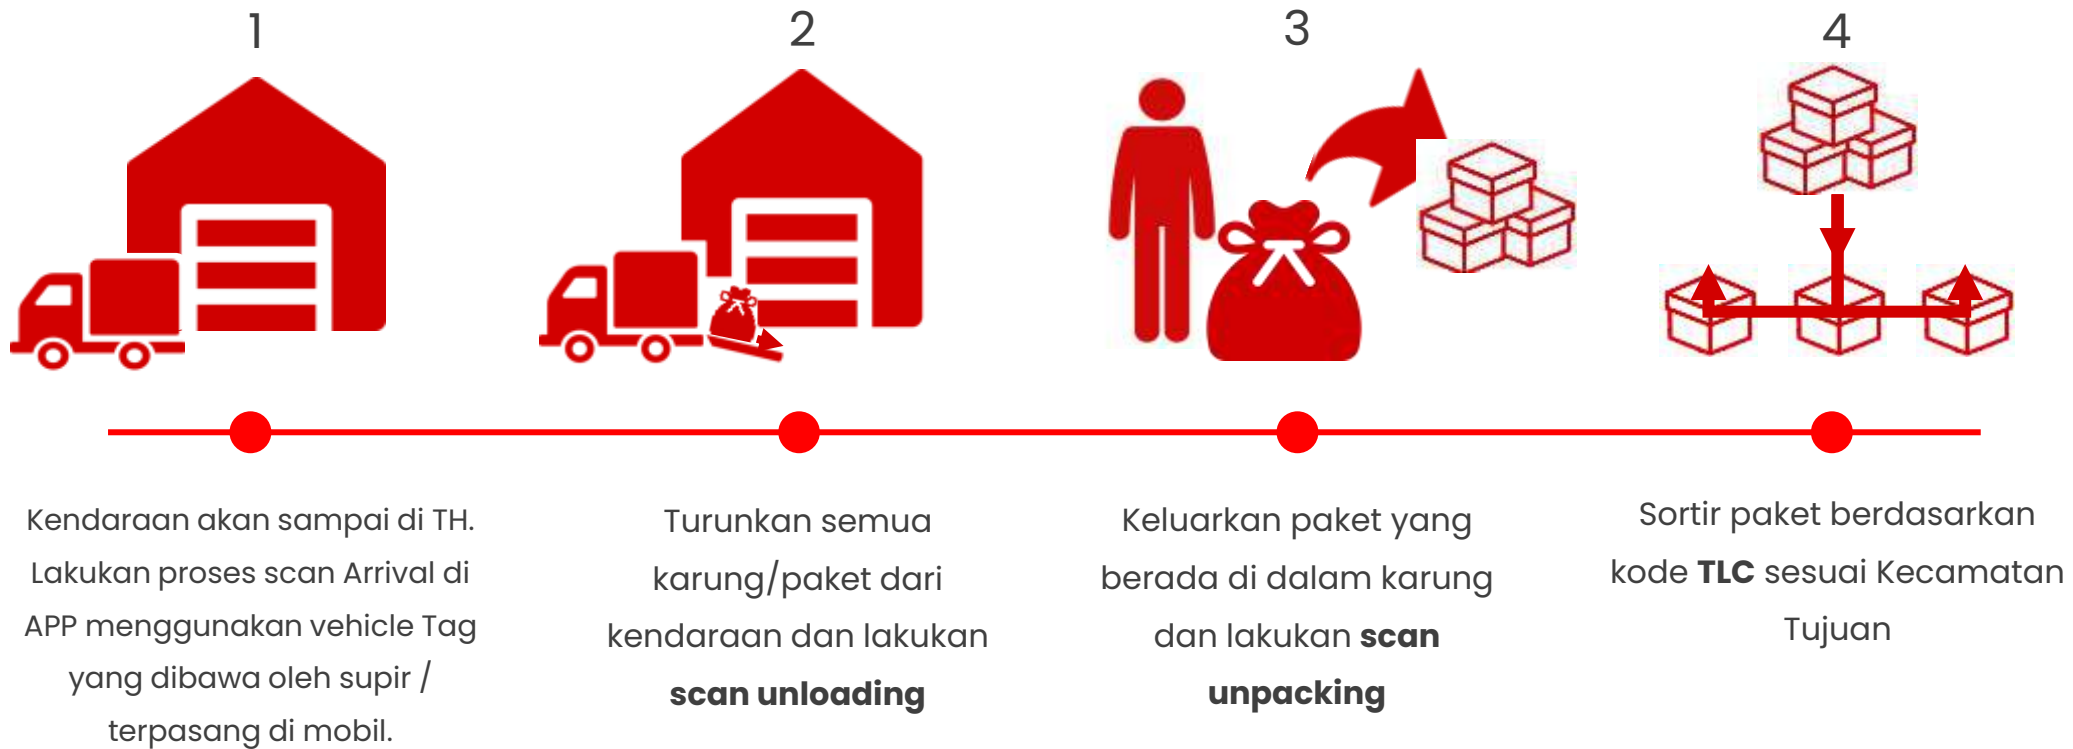 1
Kendaraan akan sampai di TH.
Lakukan proses scan Arrival di
APP menggunakan vehicle Tag
yang dibawa oleh supir /
terpasang di mobil.
2
Turunkan semua
karung/paket dari
kendaraan dan lakukan
scan unloading
3
Keluarkan paket yang
berada di dalam karung
dan lakukan scan
unpacking
4
Sortir paket berdasarkan
kode TLC sesuai Kecamatan
Tujuan